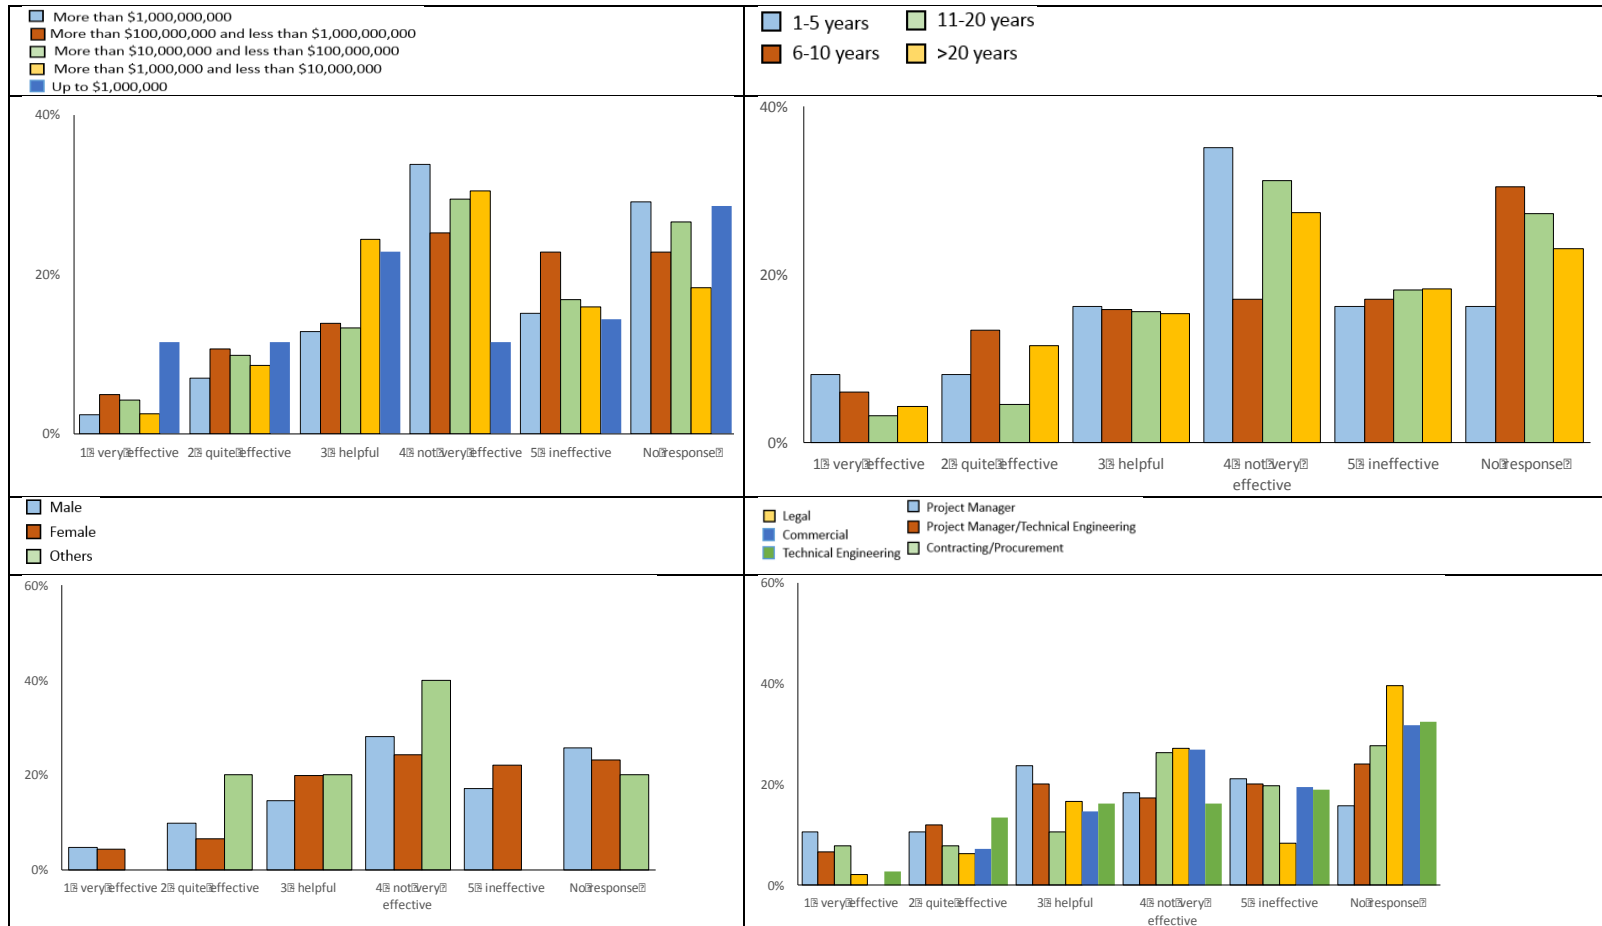 More than $1,000,000,000
More than $100,000,000 and less than $1,000,000,000
More than $10,000,000 and less than $100,000,000
More than $1,000,000 and less than $10,000,000
Up to $1,000,000
1-5 years
11-20 years
6-10 years
>20 years
40%
20%
0%
1⍰ very⍰effective
2⍰ quite⍰effective
3⍰ helpful
4⍰ not⍰very⍰effective
5⍰ ineffective
No⍰response⍰
40%
20%
0%
1⍰ very⍰effective
2⍰ quite⍰effective
3⍰ helpful
4⍰ not⍰very⍰
effective
5⍰ ineffective
No⍰response⍰
Male
Female
Others
Legal
Commercial
Technical Engineering
Project Manager
Project Manager/Technical Engineering
Contracting/Procurement
60%
40%
20%
0%
1⍰ very⍰effective
2⍰ quite⍰effective
3⍰ helpful
4⍰ not⍰very⍰
effective
5⍰ ineffective
No⍰response⍰
60%
40%
20%
0%
1⍰ very⍰effective
2⍰ quite⍰effective
3⍰ helpful
4⍰ not⍰very⍰
effective
5⍰ ineffective
No⍰response⍰